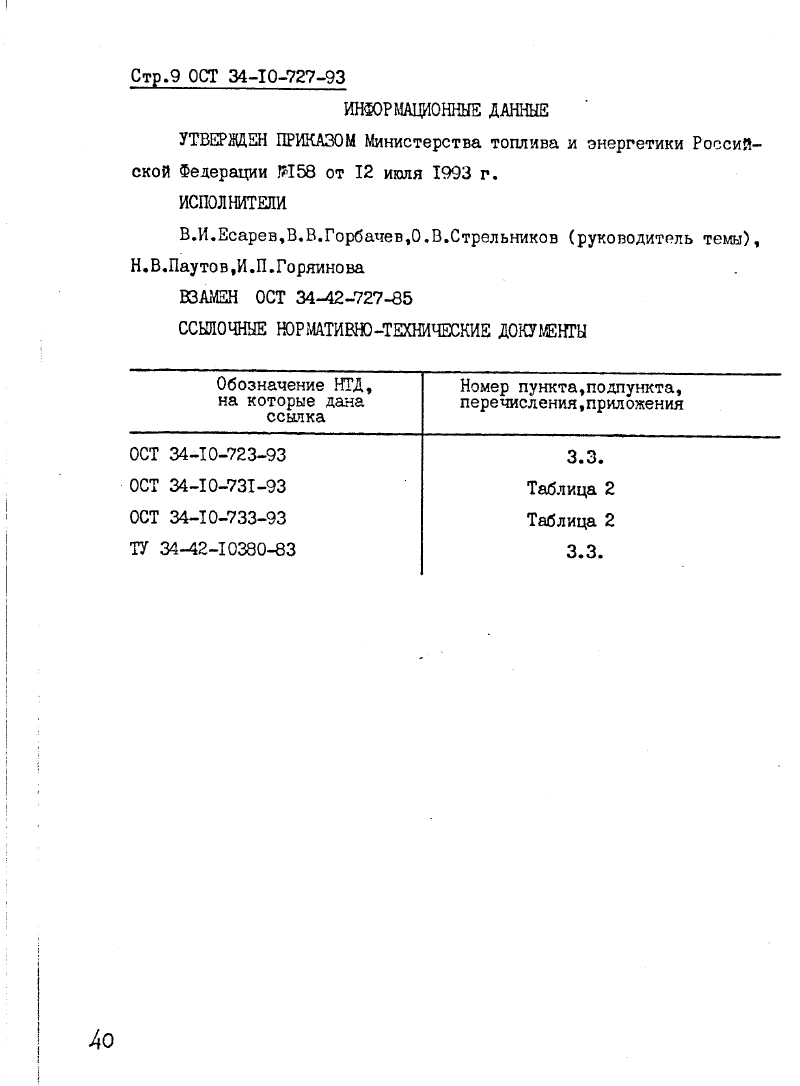 Стр.9 ОСТ 34-10-727-93
ИНФОРМАЦИОННЫЕ ДАННЫЕ
УТВЕРЖДЕН ПРИКАЗОМ Министерства топлива и энергетики Россий-
ской Федерации №158 от 12 июля 1993 г.
ИСПОЛНИТЕЛИ
В.И.Есарев,В.В.Горбачев,О.В.Стрельников (руководитель темы),
Н.В.Паутов,И.П.Горяинова
ВЗАМЕН ОСТ 34-42-727-85
ССЫЛОЧНЫЕ НОРМАТИВНО-ТЕХНИЧЕСКИЕ ДОКУМЕНТЫ
Обозначение НТД,
на которые дана
ссылка
Номер пункта,подпункта,
перечисления,приложения
ОСТ 34-10-723-93 3.3.
ОСТ 34-10-731-93 Таблица 2
ОСТ 34-10-733-93 Таблица 2
ТУ 34-42-10380-83 3.3.
40